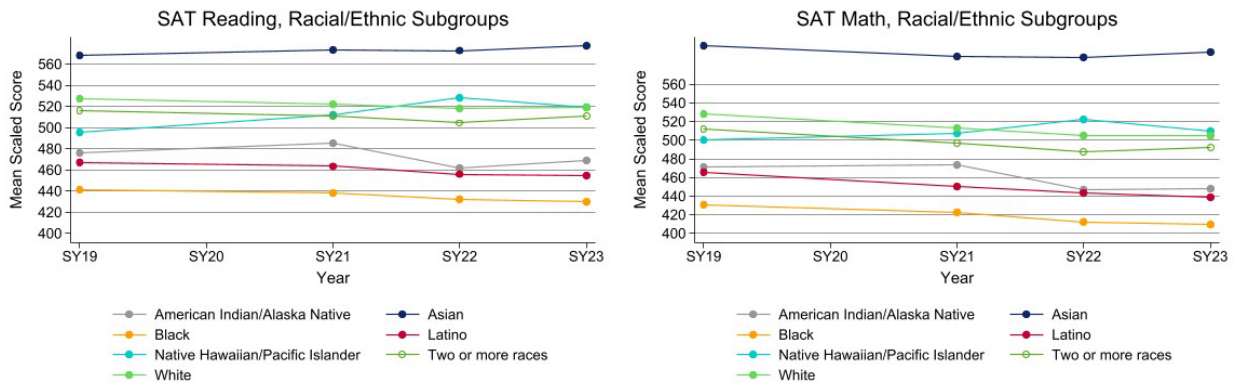 SAT Reading, Racial/Ethnic Subgroups
Mean Scaled Score
560
540
520
500
480
460
440
420
400
SY19 SY20 SY21 SY22 SY23
Year
American Indian/Alaska Native Asian
Black Latino
Native Hawaiian/Pacific Islander Two or more races
White
SAT Math, Racial/Ethnic Subgroups
Mean Scaled Score
560
540
520
500
480
460
440
420
400
SY19 SY20 SY21 SY22 SY23
Year
American Indian/Alaska Native Asian
Black Latino
Native Hawaiian/Pacific Islander Two or more races
White